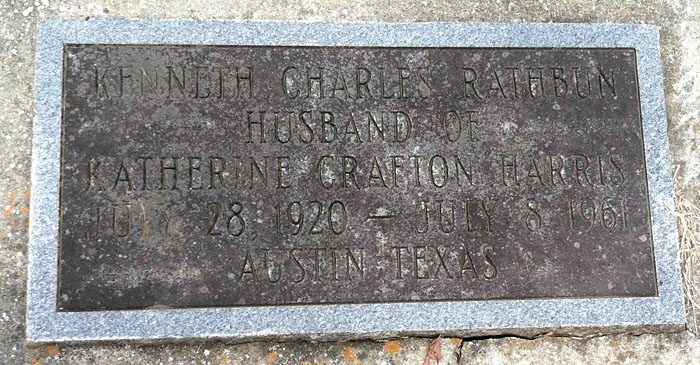 KENNETH CHARLES RATHBUN
HUSBAND OF
KATHERINE CRAFTON HARRIS
JULY 28, 1920 — JULY 8, 1961
AUSTIN TEXAS